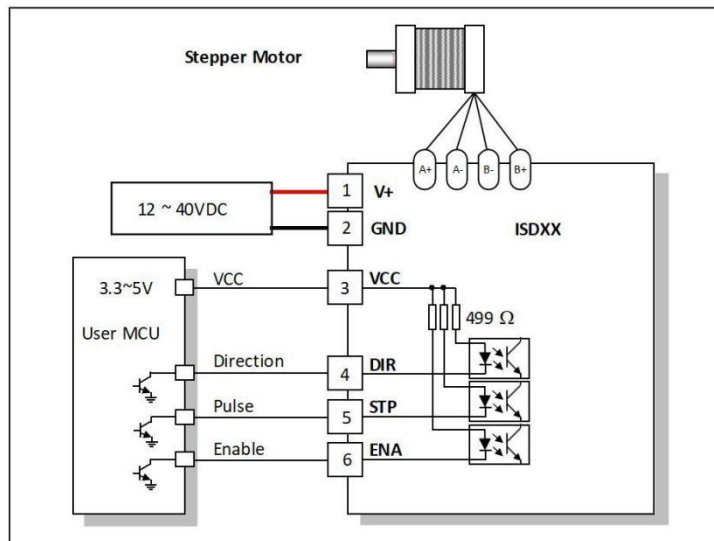 Stepper Motor
A+ A- B- B+
12 ~ 40VDC
1 V+
2 GND
ISDXX
3.3~5V
VCC
3 VCC
499 Ω
User MCU
Direction
4 DIR
Pulse
5 STP
Enable
6 ENA